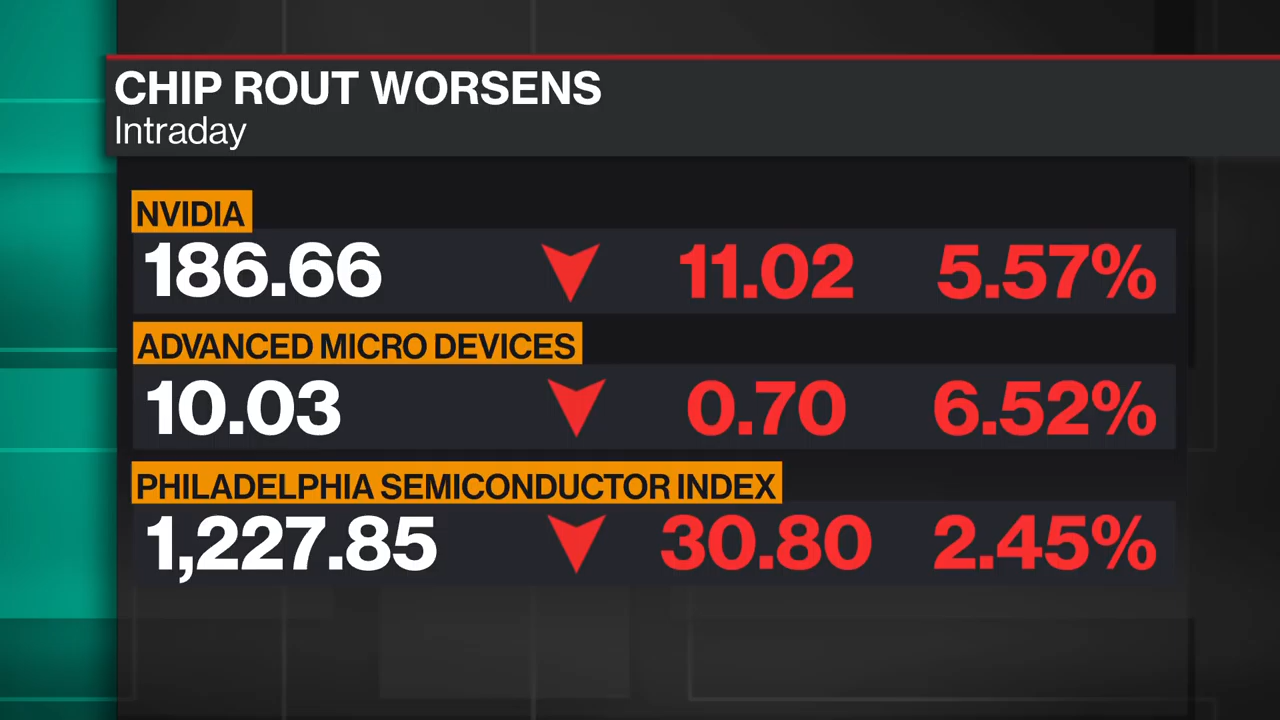 CHIP ROUT WORSENS
Intraday
NVIDIA
186.66 11.02 5.57%
ADVANCED MICRO DEVICES
10.03 0.70 6.52%
PHILADELPHIA SEMICONDUCTOR INDEX
1,227.85 30.80 2.45%